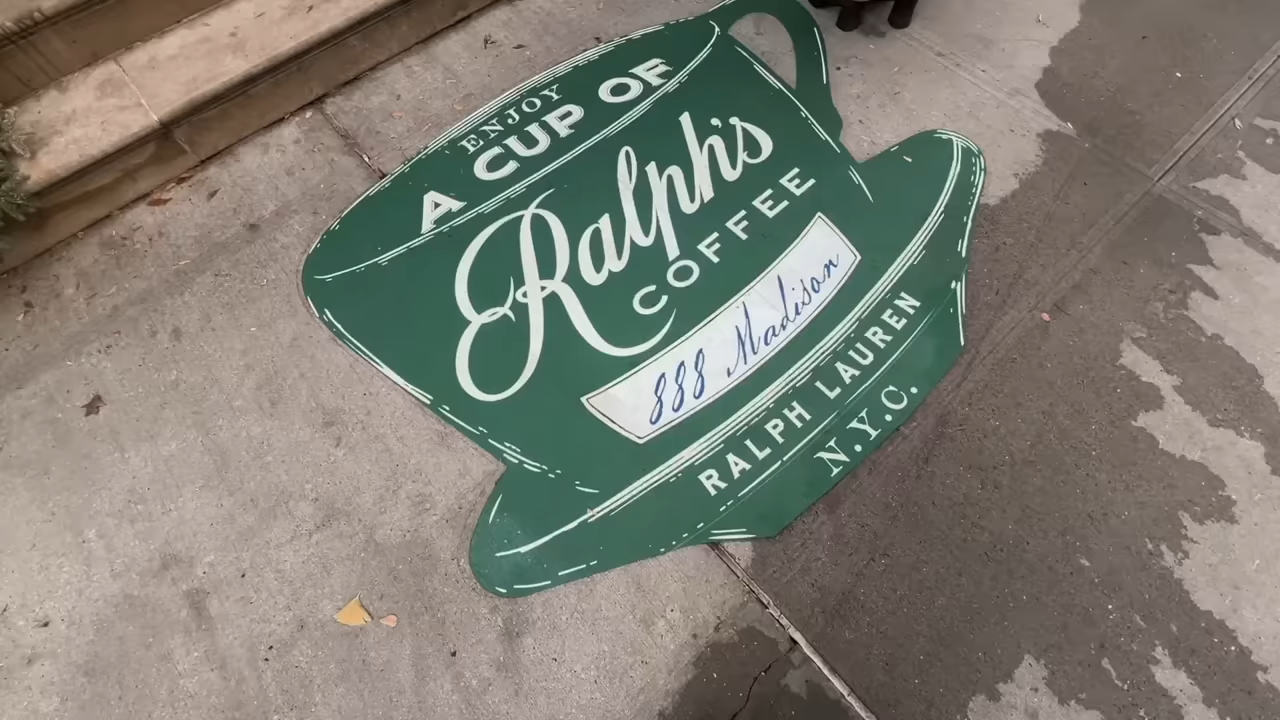 ENJOY
A CUP OF
Ralph's
COFFEE
888 Madison
RALPH LAUREN
N.Y.C.